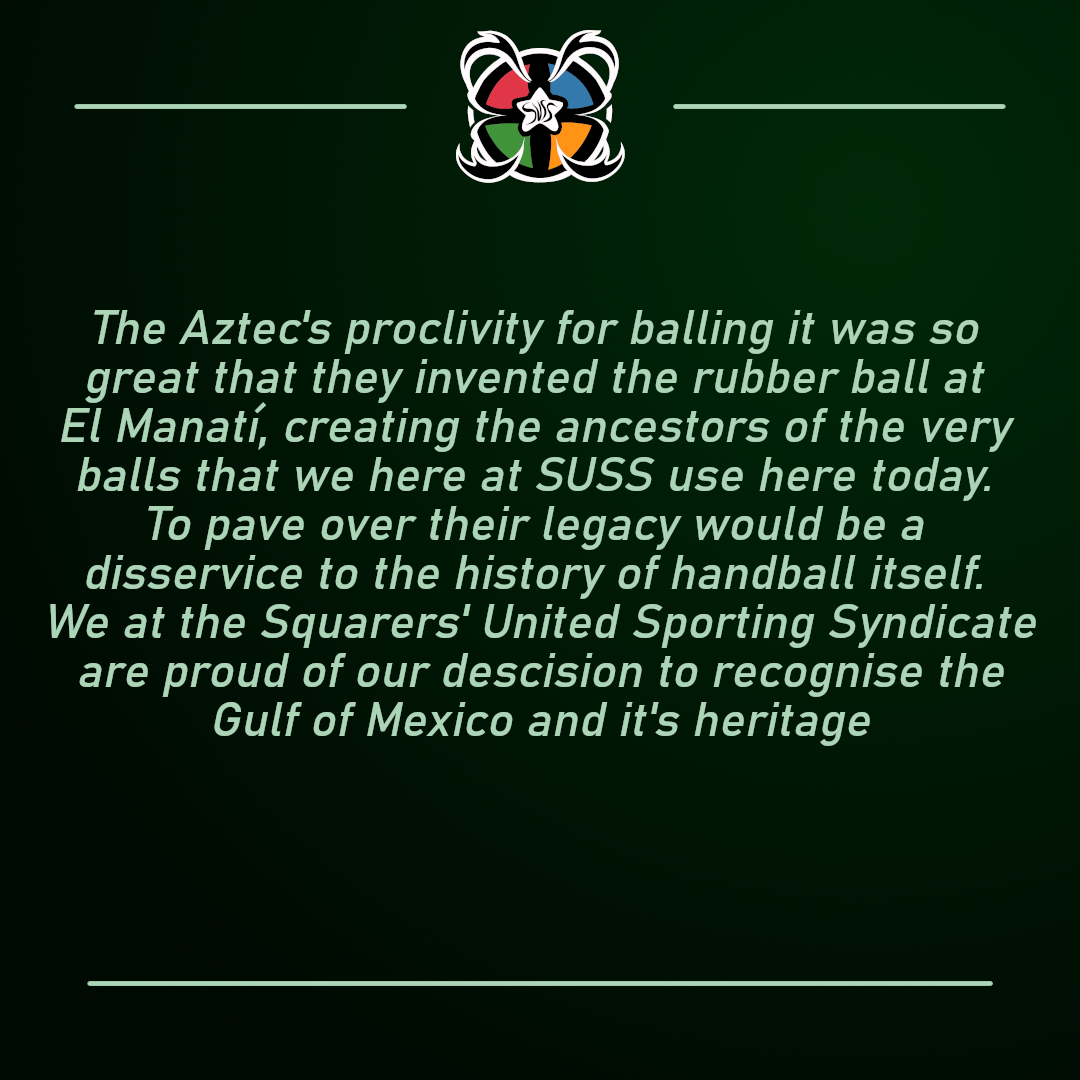 SUSS
The Aztec's proclivity for balling it was so
great that they invented the rubber ball at
El Manatí, creating the ancestors of the very
balls that we here at SUSS use here today.
To pave over their legacy would be a
disservice to the history of handball itself.
We at the Squarers' United Sporting Syndicate
are proud of our descision to recognise the
Gulf of Mexico and it's heritage